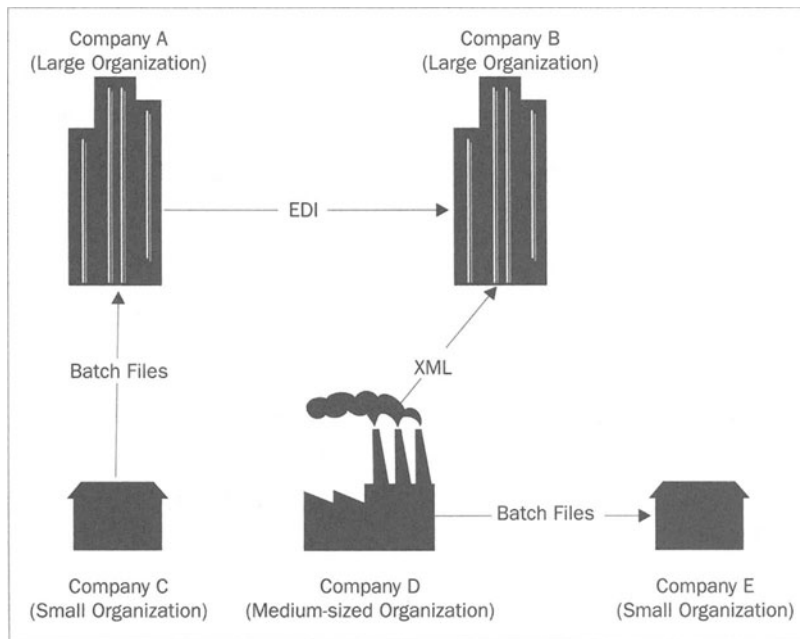 Company A
(Large Organization)
Company B
(Large Organization)
EDI
Batch Files
XML
Batch Files
Company C
(Small Organization)
Company D
(Medium-sized Organization)
Company E
(Small Organization)